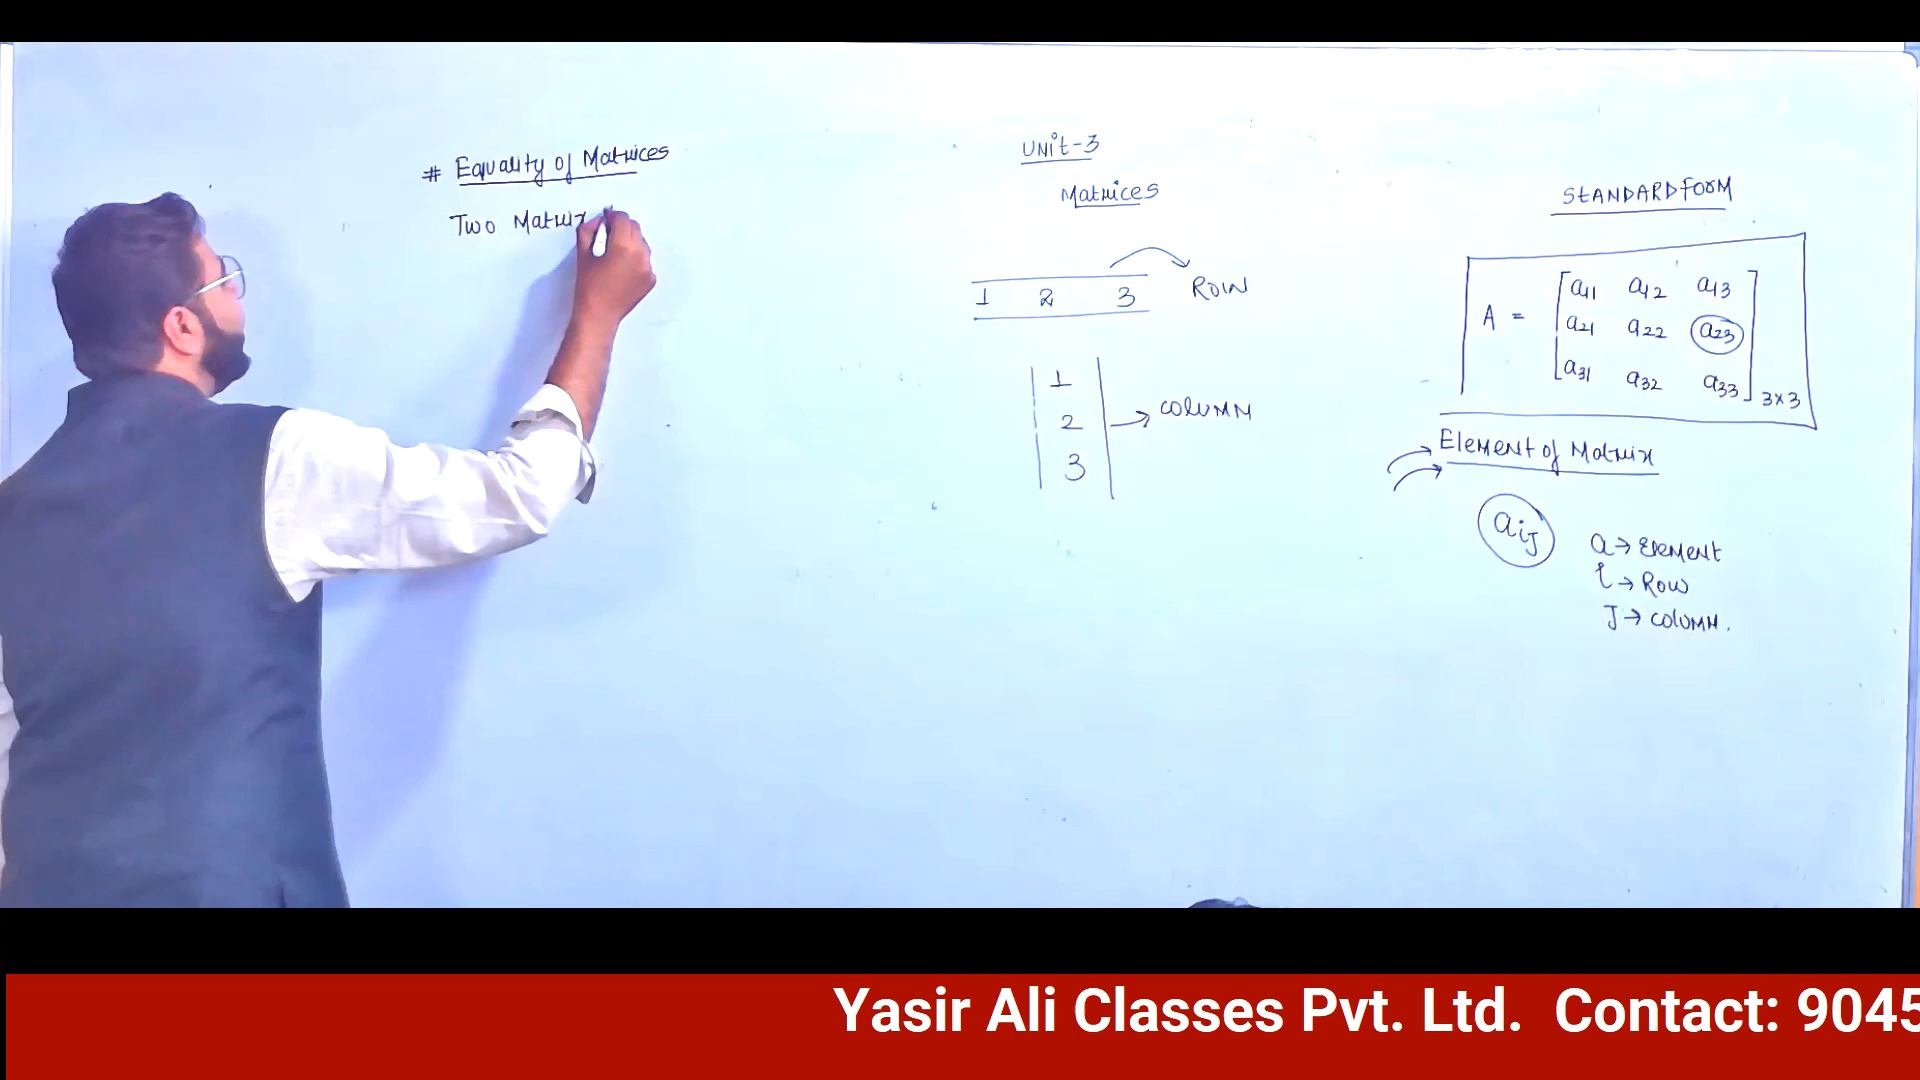 # Equality of Matrices
Two Matrix
UNit-3
Matrices
1 2 3 ROW
1
2
3
COLUMN
STANDARD FORM
A = [a11 a12 a13
a21 a22 a23
a31 a32 a33] 3x3
Element of Matrix
aiJ
a → Element
i → Row
J → COLUMN.
Yasir Ali Classes Pvt. Ltd. Contact: 9045